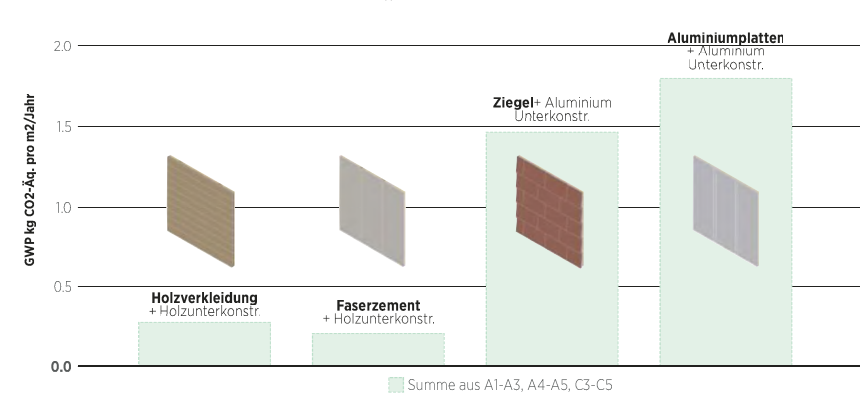 GWP kg CO2-Äq. pro m2/Jahr
2.0
1.5
1.0
0.5
0.0
Holzverkleidung
+ Holzunterkonstr.
Faserzement
+ Holzunterkonstr.
Ziegel+ Aluminium
Unterkonstr.
Aluminiumplatten
+ Aluminium
Unterkonstr.
Summe aus A1-A3, A4-A5, C3-C5